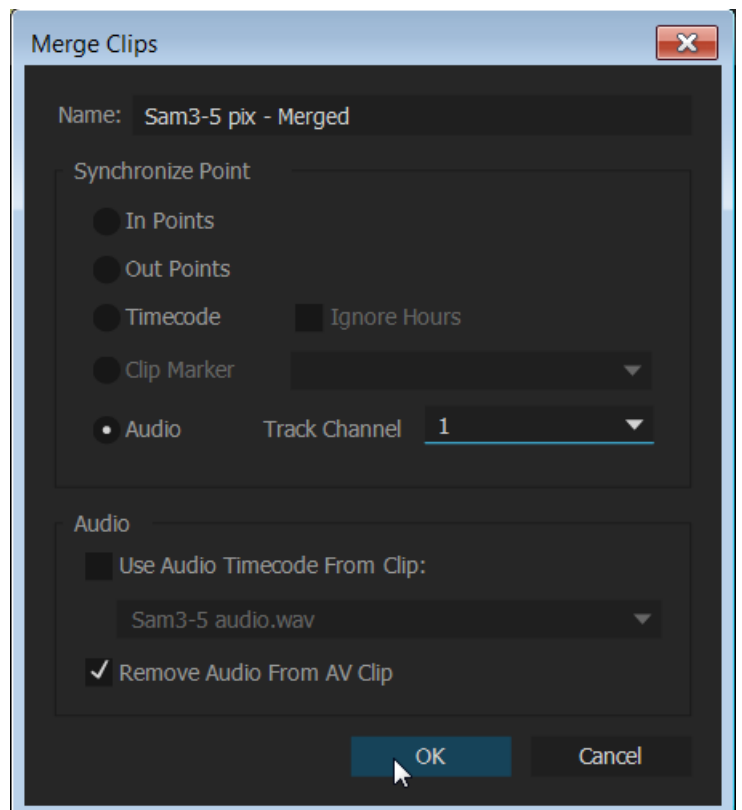 Merge Clips
Name: Sam3-5 pix - Merged
Synchronize Point
In Points
Out Points
Timecode Ignore Hours
Clip Marker
Audio Track Channel 1
Audio
Use Audio Timecode From Clip:
Sam3-5 audio.wav
Remove Audio From AV Clip
OK Cancel